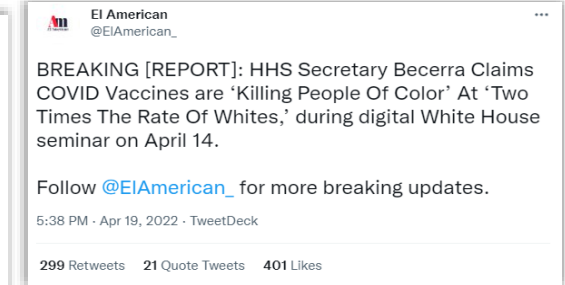 El American
@ElAmerican_
BREAKING [REPORT]: HHS Secretary Becerra Claims
COVID Vaccines are ‘Killing People Of Color’ At ‘Two
Times The Rate Of Whites,’ during digital White House
seminar on April 14.
Follow @ElAmerican_ for more breaking updates.
5:38 PM · Apr 19, 2022 · TweetDeck
299 Retweets 21 Quote Tweets 401 Likes